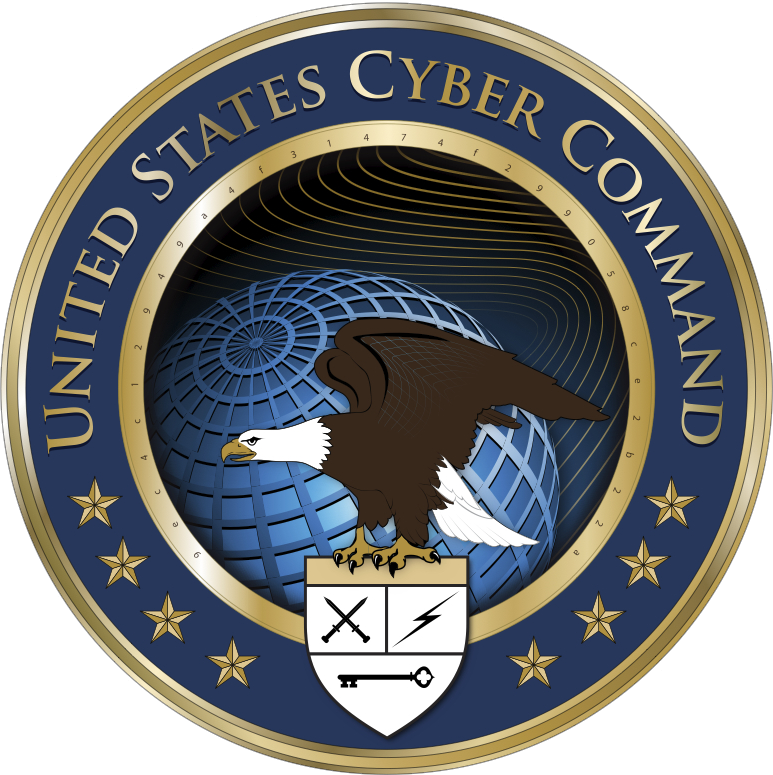 UNITED STATES CYBER COMMAND
9ec4c12949a4f31474f299058ce2b22a